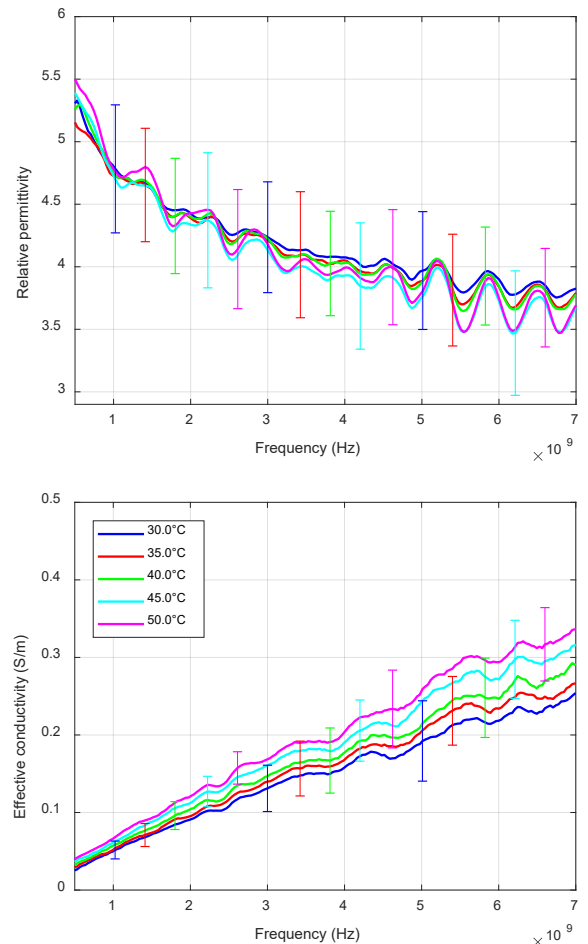 6
5.5
5
4.5
4
3.5
3
Relative permittivity
1 2 3 4 5 6 7
Frequency (Hz)
× 10 9
0.5
0.4
0.3
0.2
0.1
0
Effective conductivity (S/m)
30.0°C
35.0°C
40.0°C
45.0°C
50.0°C
1 2 3 4 5 6 7
Frequency (Hz)
× 10 9